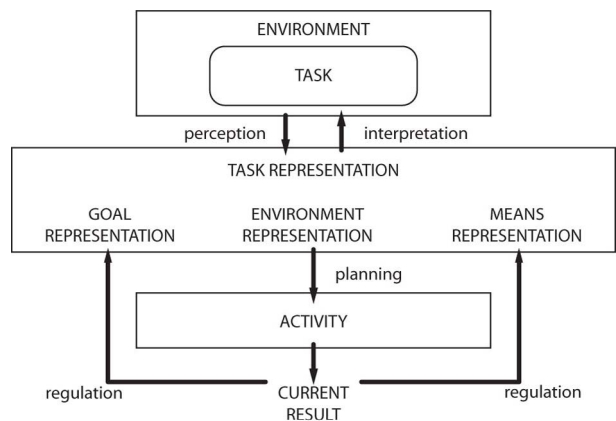 ENVIRONMENT
TASK
perception
interpretation
TASK REPRESENTATION
GOAL
REPRESENTATION
ENVIRONMENT
REPRESENTATION
MEANS
REPRESENTATION
planning
ACTIVITY
regulation
CURRENT
RESULT
regulation